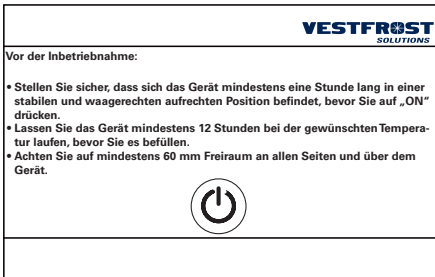 VESTFROST
SOLUTIONS
Vor der Inbetriebnahme:
• Stellen Sie sicher, dass sich das Gerät mindestens eine Stunde lang in einer
stabilen und waagerechten aufrechten Position befindet, bevor Sie auf „ON”
drücken.
• Lassen Sie das Gerät mindestens 12 Stunden bei der gewünschten Tempera-
tur laufen, bevor Sie es befüllen.
• Achten Sie auf mindestens 60 mm Freiraum an allen Seiten und über dem
Gerät.